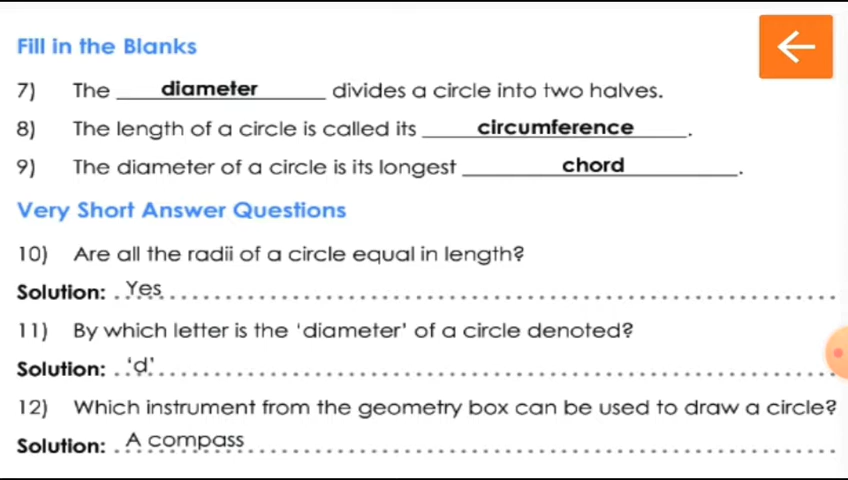 Fill in the Blanks
7) The diameter divides a circle into two halves.
8) The length of a circle is called its circumference.
9) The diameter of a circle is its longest chord.
Very Short Answer Questions
10) Are all the radii of a circle equal in length?
Solution: Yes
11) By which letter is the 'diameter' of a circle denoted?
Solution: 'd'
12) Which instrument from the geometry box can be used to draw a circle?
Solution: A compass